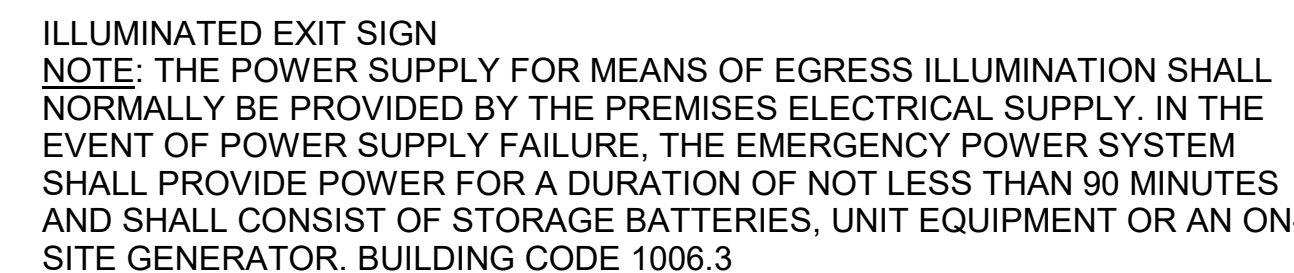 ILLUMINATED EXIT SIGN
NOTE: THE POWER SUPPLY FOR MEANS OF EGRESS ILLUMINATION SHALL
NORMALLY BE PROVIDED BY THE PREMISES ELECTRICAL SUPPLY. IN THE
EVENT OF POWER SUPPLY FAILURE, THE EMERGENCY POWER SYSTEM
SHALL PROVIDE POWER FOR A DURATION OF NOT LESS THAN 90 MINUTES
AND SHALL CONSIST OF STORAGE BATTERIES, UNIT EQUIPMENT OR AN ON-
SITE GENERATOR. BUILDING CODE 1006.3